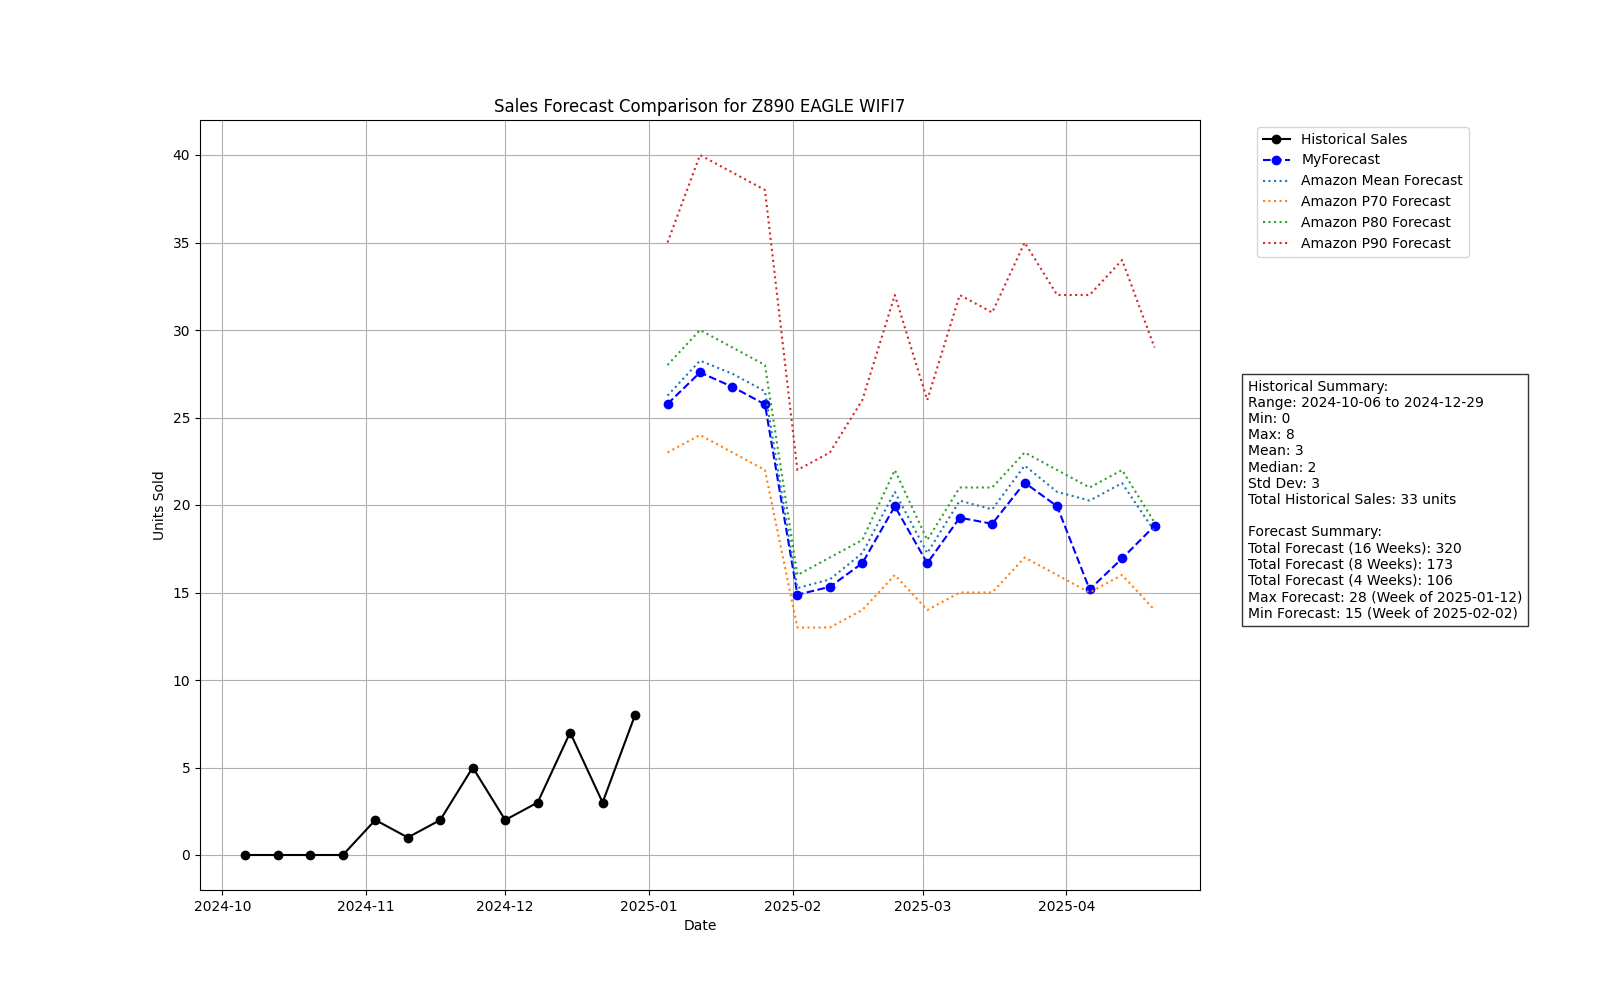 Sales Forecast Comparison for Z890 EAGLE WIFI7
Units Sold
40
35
30
25
20
15
10
5
0
2024-10
2024-11
2024-12
2025-01
2025-02
2025-03
2025-04
Date
Historical Sales
MyForecast
Amazon Mean Forecast
Amazon P70 Forecast
Amazon P80 Forecast
Amazon P90 Forecast
Historical Summary:
Range: 2024-10-06 to 2024-12-29
Min: 0
Max: 8
Mean: 3
Median: 2
Std Dev: 3
Total Historical Sales: 33 units
Forecast Summary:
Total Forecast (16 Weeks): 320
Total Forecast (8 Weeks): 173
Total Forecast (4 Weeks): 106
Max Forecast: 28 (Week of 2025-01-12)
Min Forecast: 15 (Week of 2025-02-02)